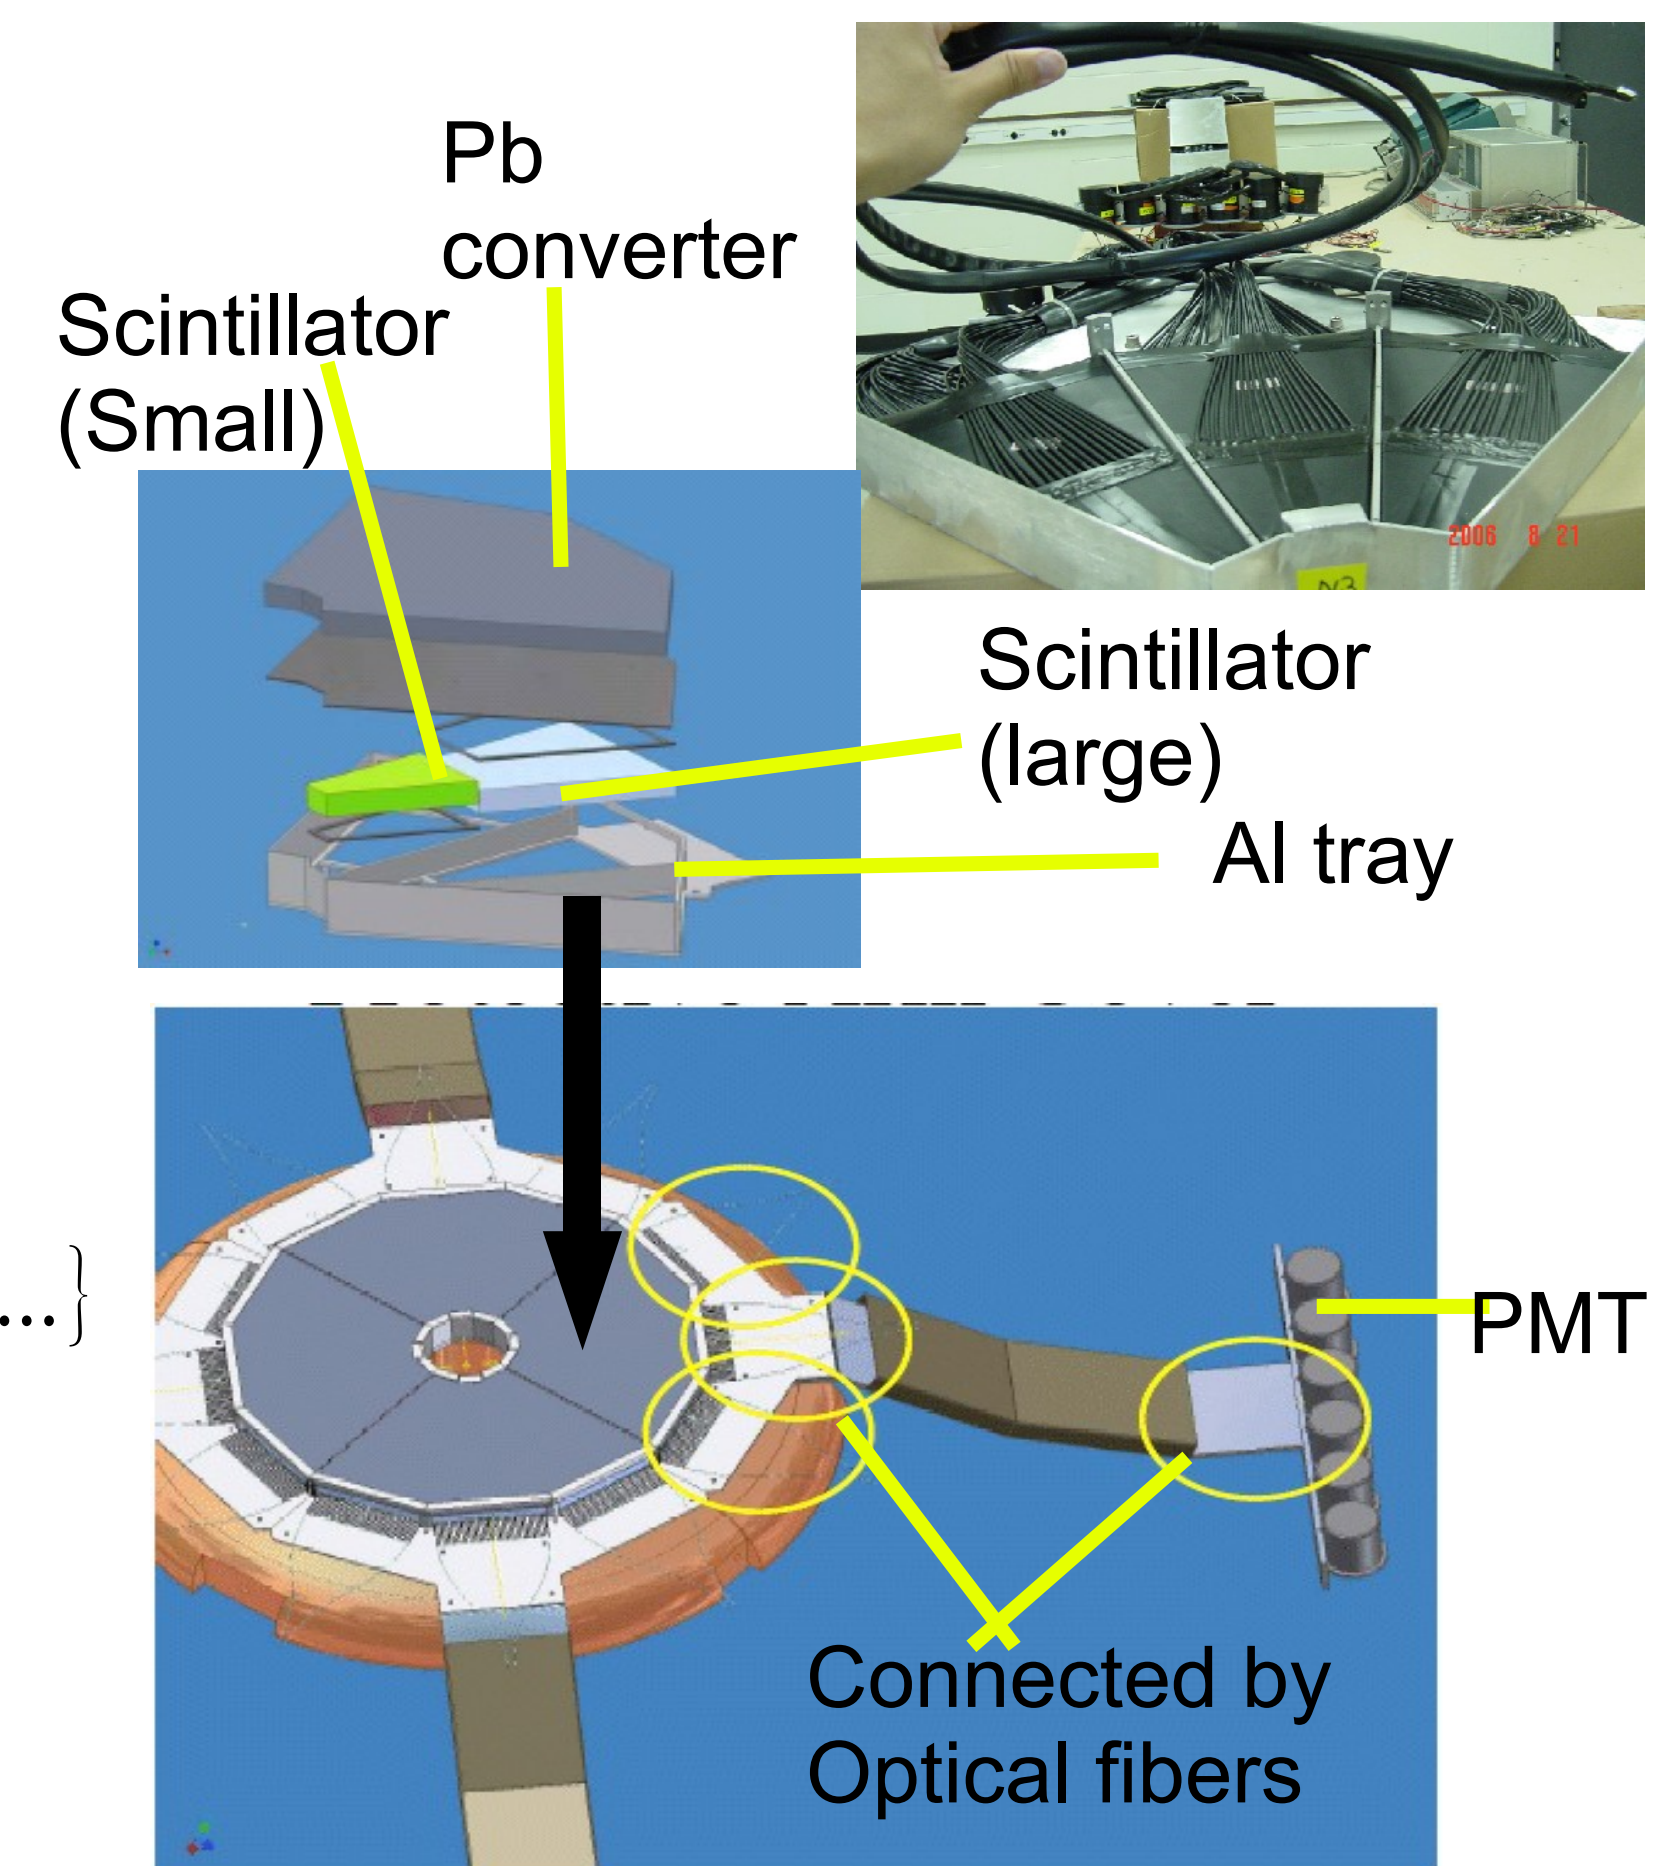 Pb
converter
Scintillator
(Small)
2006 8 21
Scintillator
(large)
Al tray
...}
PMT
Connected by
Optical fibers